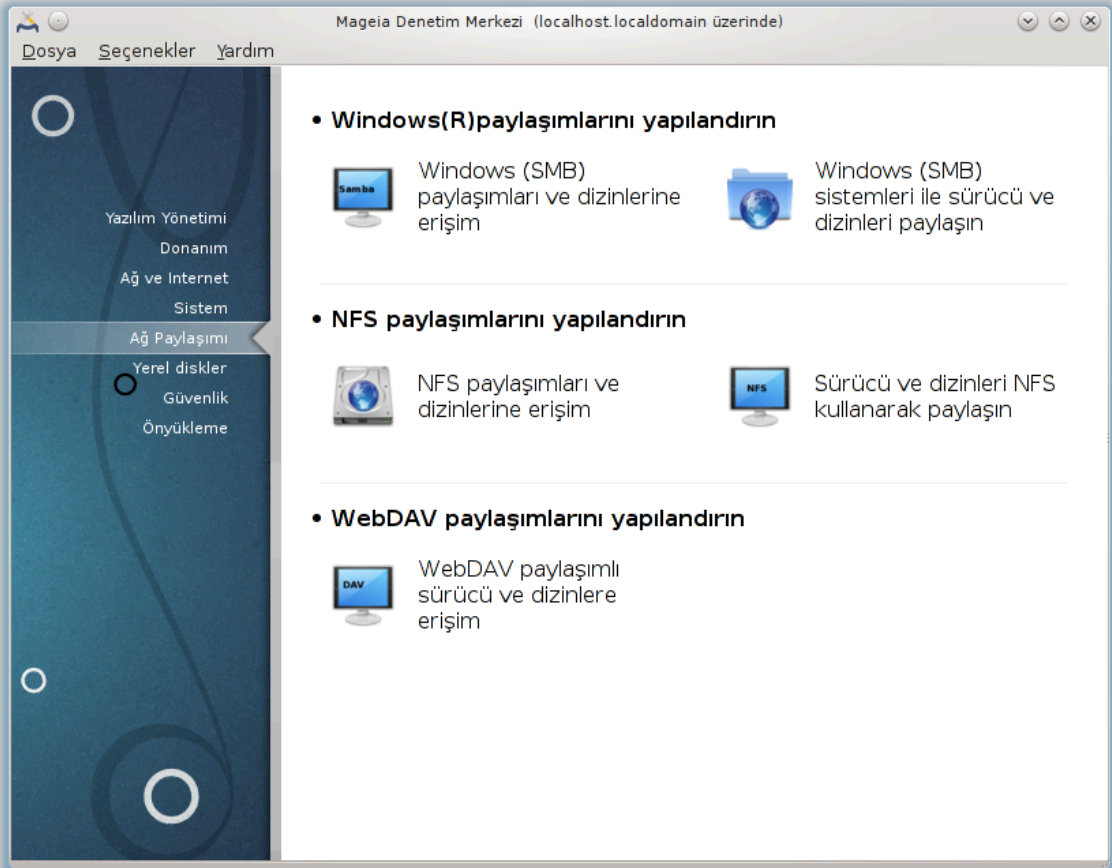 Mageia Denetim Merkezi (localhost.localdomain üzerinde)
Dosya Seçenekler Yardım
Yazılım Yönetimi
Donanım
Ağ ve Internet
Sistem
Ağ Paylaşımı
Yerel diskler
Güvenlik
Önyükleme
• Windows(R)paylaşımlarını yapılandırın
Samba
Windows (SMB)
paylaşımları ve dizinlerine
erişim
Windows (SMB)
sistemleri ile sürücü ve
dizinleri paylaşın
• NFS paylaşımlarını yapılandırın
NFS paylaşımları ve
dizinlerine erişim
NFS
Sürücü ve dizinleri NFS
kullanarak paylaşın
• WebDAV paylaşımlarını yapılandırın
DAV
WebDAV paylaşımlı
sürücü ve dizinlere
erişim